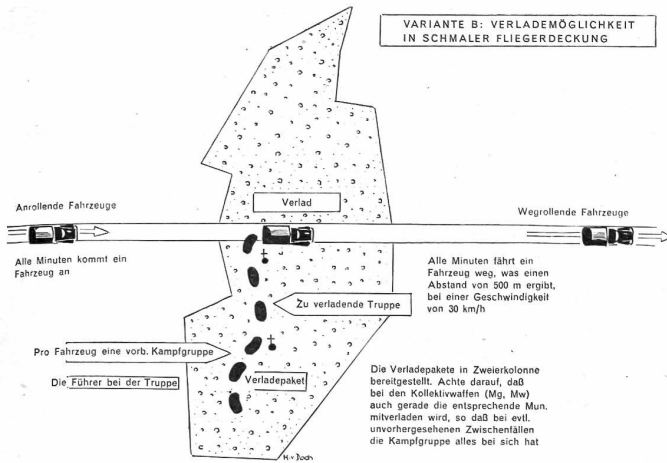 VARIANTE B: VERLADEMÖGLICHKEIT
IN SCHMALER FLIEGERDECKUNG
Anrollende Fahrzeuge
Verlad
Wegrollende Fahrzeuge
Alle Minuten kommt ein
Fahrzeug an
Alle Minuten fährt ein
Fahrzeug weg, was einen
Abstand von 500 m ergibt,
bei einer Geschwindigkeit
von 30 km/h
Zu verladende Truppe
Pro Fahrzeug eine vorb. Kampfgruppe
Die Führer bei der Truppe
Verladepaket
Die Verladepakete in Zweierkolonne
bereitgestellt. Achte darauf, daß
bei den Kollektivwaffen (Mg, Mw)
auch gerade die entsprechende Mun.
mitverladen wird, so daß bei evtl.
unvorhergesehenen Zwischenfällen
die Kampfgruppe alles bei sich hat
H.v.Dach